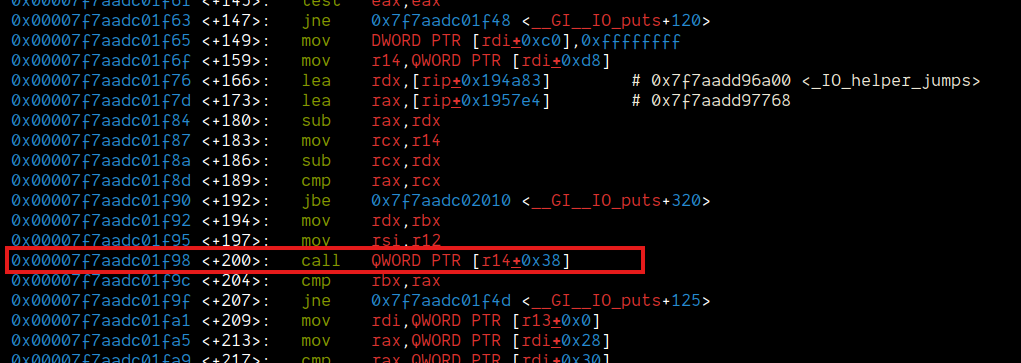 0x00007f7aadc01f61 <+145>: test eax,eax
0x00007f7aadc01f63 <+147>: jne 0x7f7aadc01f48 <__GI__IO_puts+120>
0x00007f7aadc01f65 <+149>: mov DWORD PTR [rdi+0xc0],0xffffffff
0x00007f7aadc01f6f <+159>: mov r14,QWORD PTR [rdi+0xd8]
0x00007f7aadc01f76 <+166>: lea rdx,[rip+0x194a83] # 0x7f7aadd96a00 <_IO_helper_jumps>
0x00007f7aadc01f7d <+173>: lea rax,[rip+0x1957e4] # 0x7f7aadd97768
0x00007f7aadc01f84 <+180>: sub rax,rdx
0x00007f7aadc01f87 <+183>: mov rcx,r14
0x00007f7aadc01f8a <+186>: sub rcx,rdx
0x00007f7aadc01f8d <+189>: cmp rax,rcx
0x00007f7aadc01f90 <+192>: jbe 0x7f7aadc02010 <__GI__IO_puts+320>
0x00007f7aadc01f92 <+194>: mov rdx,rbx
0x00007f7aadc01f95 <+197>: mov rsi,r12
0x00007f7aadc01f98 <+200>: call QWORD PTR [r14+0x38]
0x00007f7aadc01f9c <+204>: cmp rbx,rax
0x00007f7aadc01f9f <+207>: jne 0x7f7aadc01f4d <__GI__IO_puts+125>
0x00007f7aadc01fa1 <+209>: mov rdi,QWORD PTR [r13+0x0]
0x00007f7aadc01fa5 <+213>: mov rax,QWORD PTR [rdi+0x28]
0x00007f7aadc01fa9 <+217>: cmp rax,QWORD PTR [rdi+0x30]